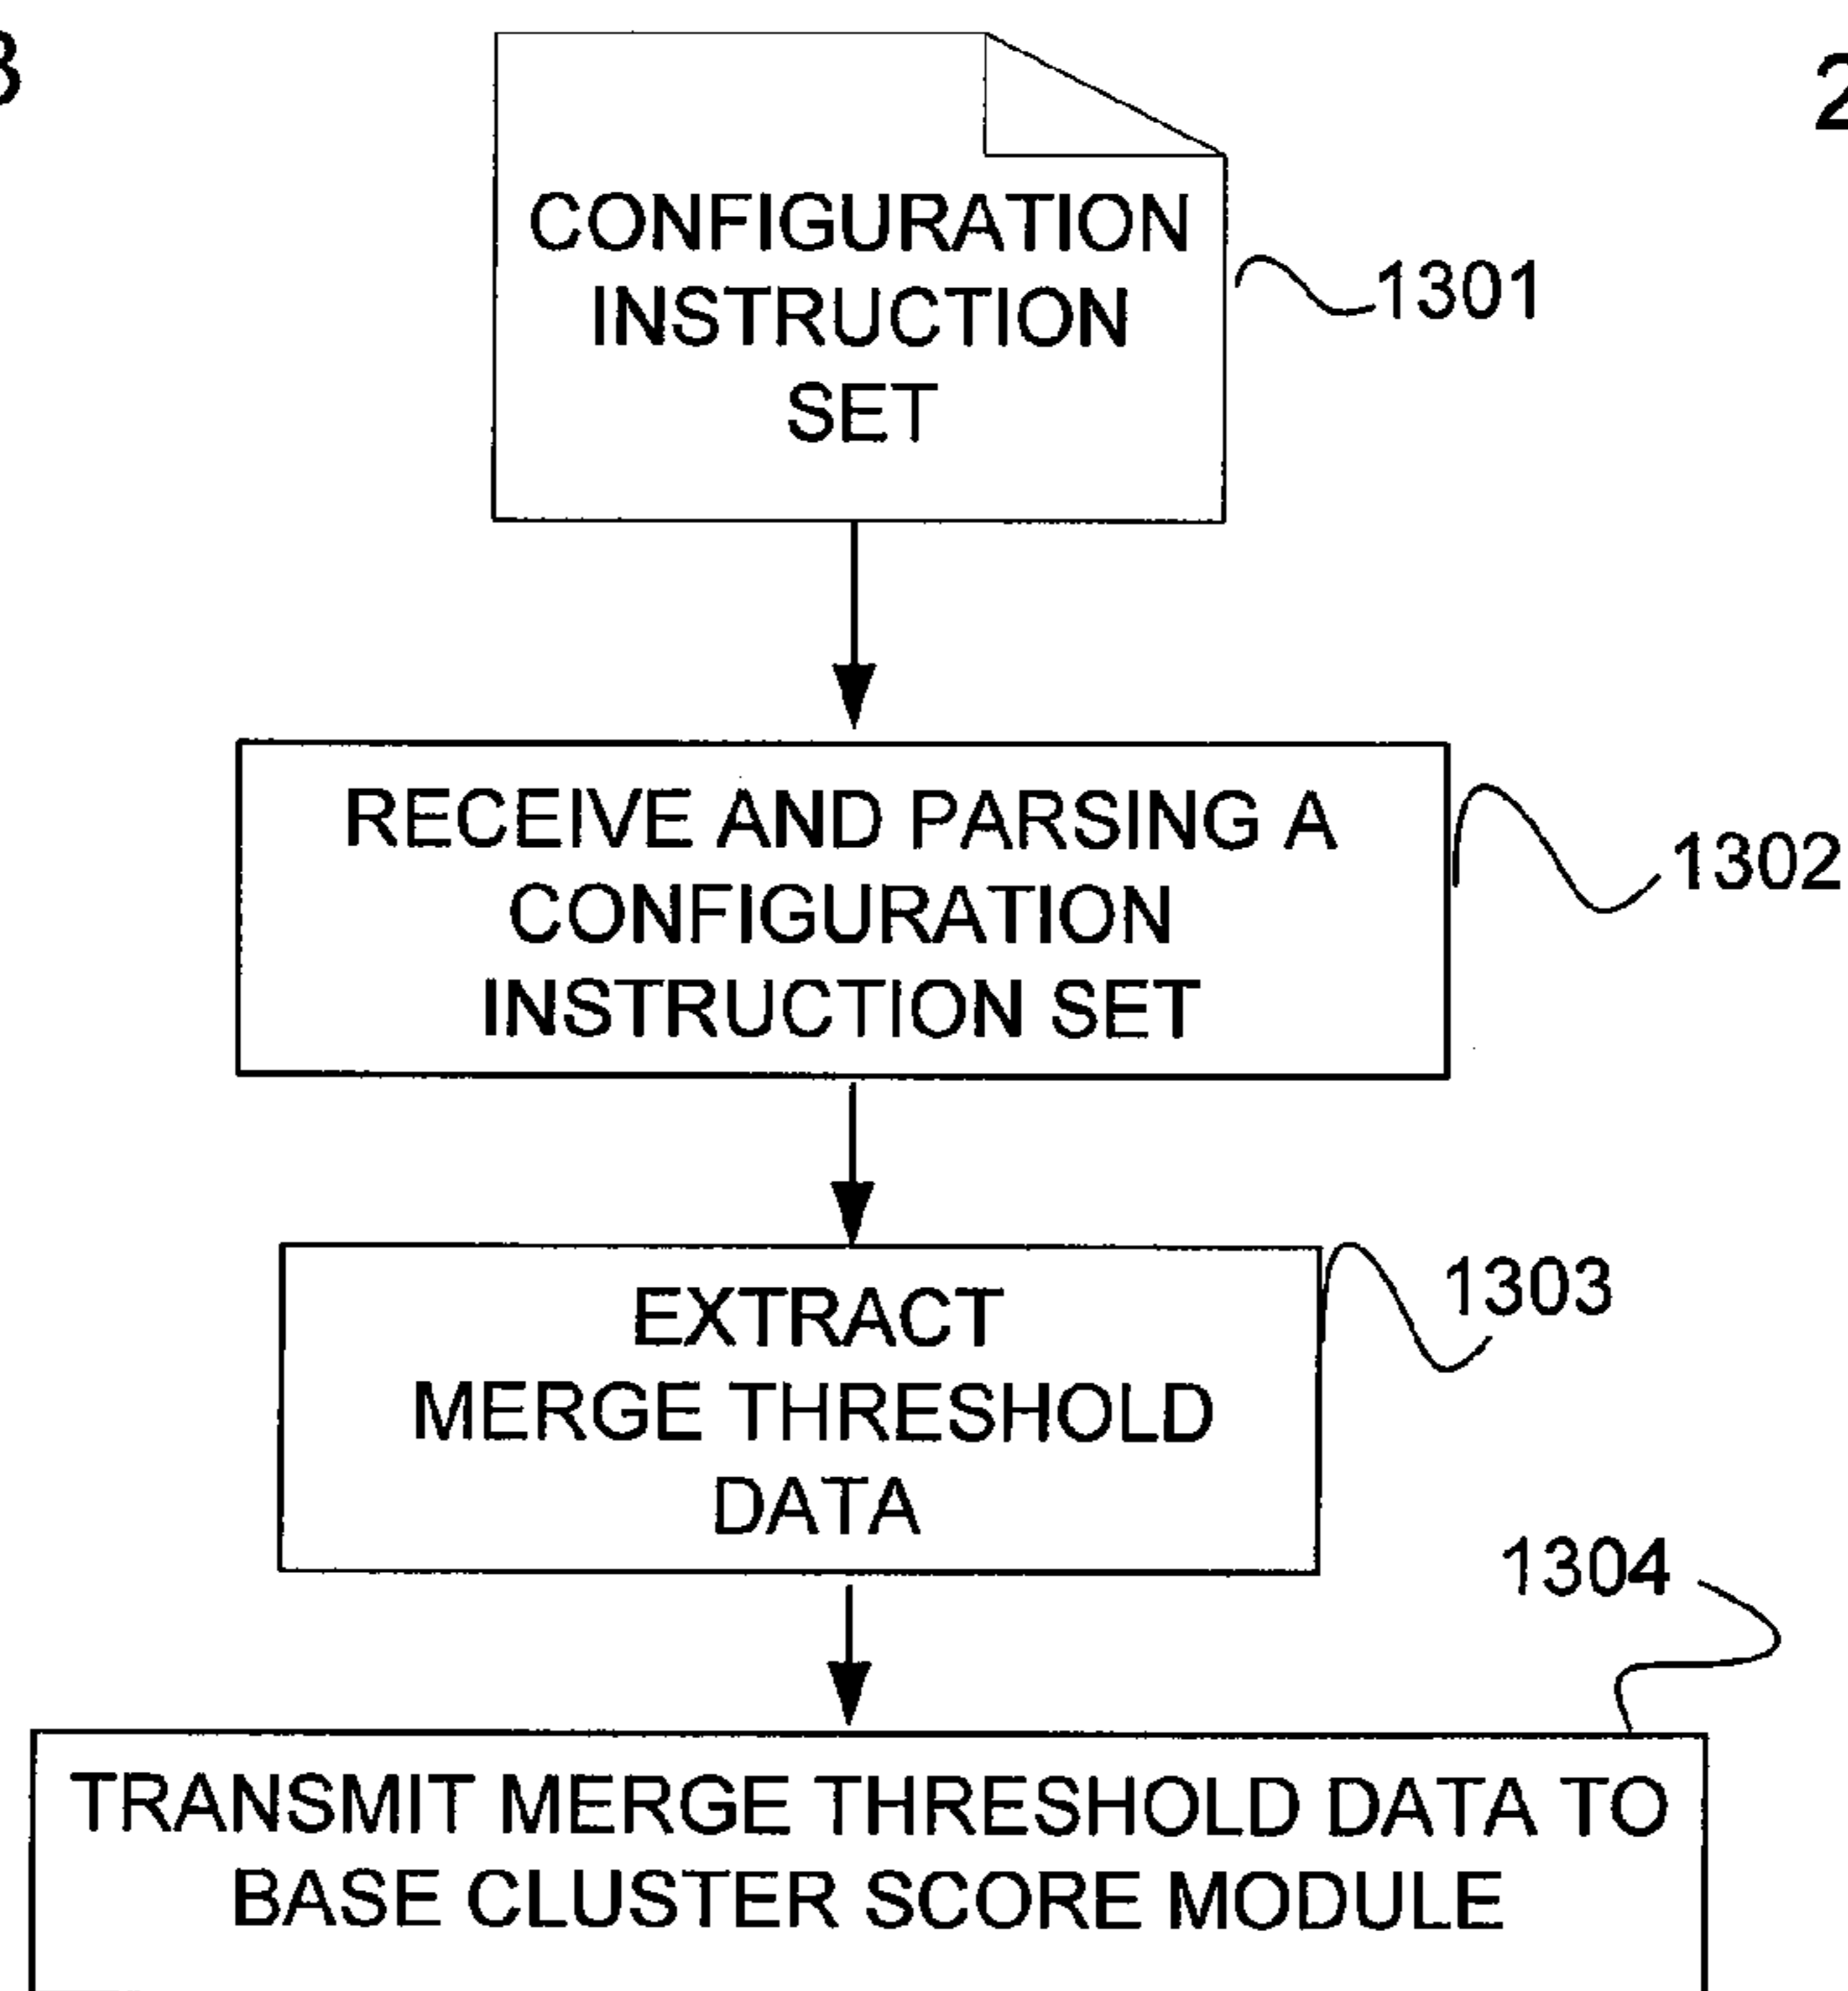 CONFIGURATION
INSTRUCTION
SET
1301
RECEIVE AND PARSING A
CONFIGURATION
INSTRUCTION SET
1302
EXTRACT
MERGE THRESHOLD
DATA
1303
1304
TRANSMIT MERGE THRESHOLD DATA TO
BASE CLUSTER SCORE MODULE